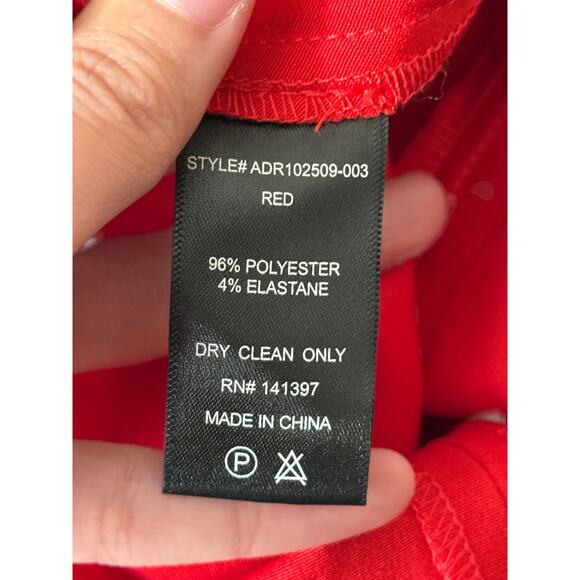 STYLE# ADR102509-003
RED
96% POLYESTER
4% ELASTANE
DRY CLEAN ONLY
RN# 141397
MADE IN CHINA
P